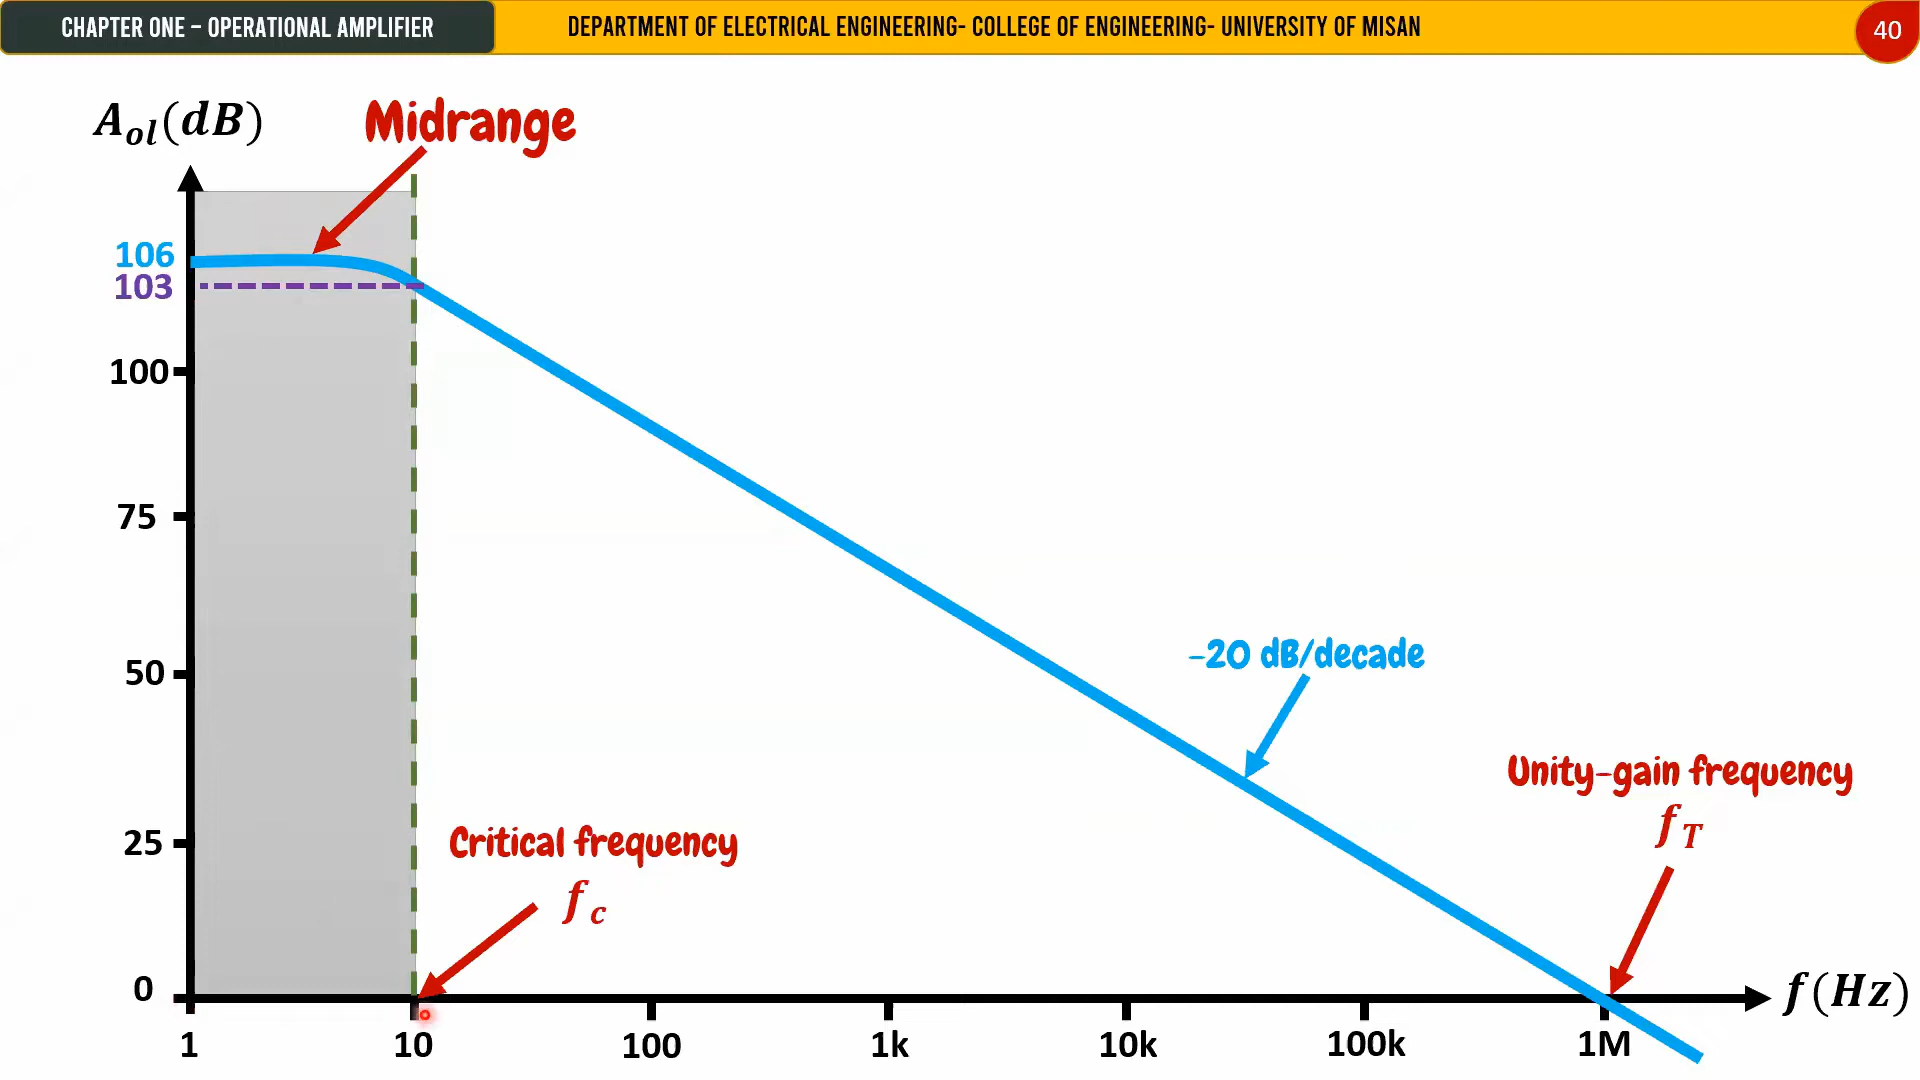 CHAPTER ONE – OPERATIONAL AMPLIFIER
DEPARTMENT OF ELECTRICAL ENGINEERING- COLLEGE OF ENGINEERING- UNIVERSITY OF MISAN
40
A_ol(dB)
Midrange
106
103
100
75
50
-20 dB/decade
Unity-gain frequency
f_T
25
Critical frequency
f_c
0
f(Hz)
1 10 100 1k 10k 100k 1M